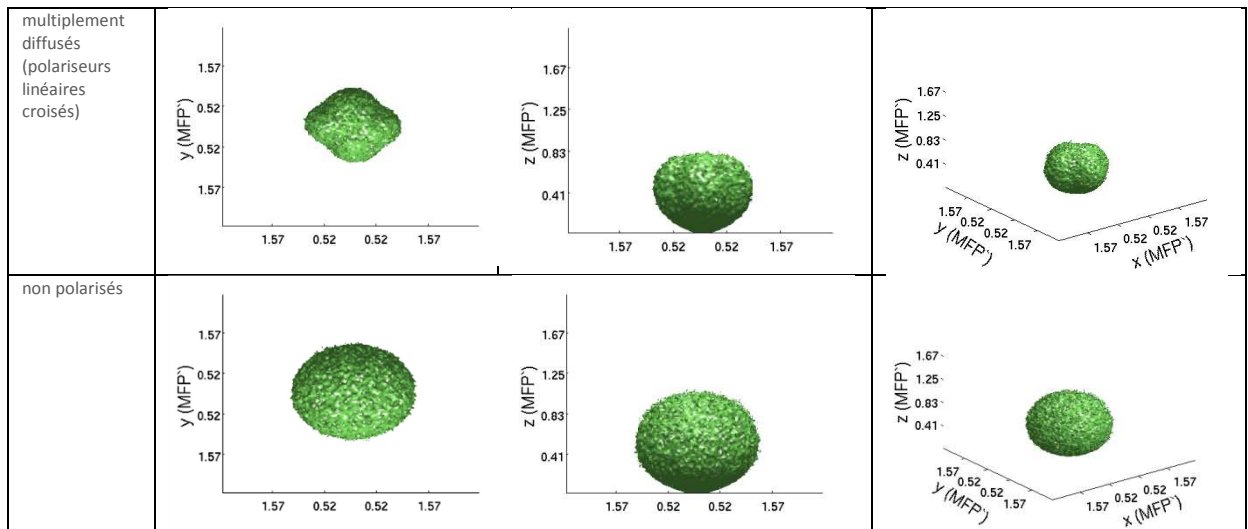 multiplement
diffusés
(polariseurs
linéaires
croisés)
1.57
0.52
0.52
1.57
y (MFP`)
1.57 0.52 0.52 1.57
1.67
1.25
0.83
0.41
z (MFP`)
1.57 0.52 0.52 1.57
1.67
1.25
0.83
0.41
z (MFP`)
1.57 0.52 0.52 1.57
y (MFP`)
1.57 0.52 0.52 1.57
x (MFP`)
non polarisés
1.57
0.52
0.52
1.57
y (MFP`)
1.57 0.52 0.52 1.57
1.67
1.25
0.83
0.41
z (MFP`)
1.57 0.52 0.52 1.57
1.67
1.25
0.83
0.41
z (MFP`)
1.57 0.52 0.52 1.57
y (MFP`)
1.57 0.52 0.52 1.57
x (MFP`)